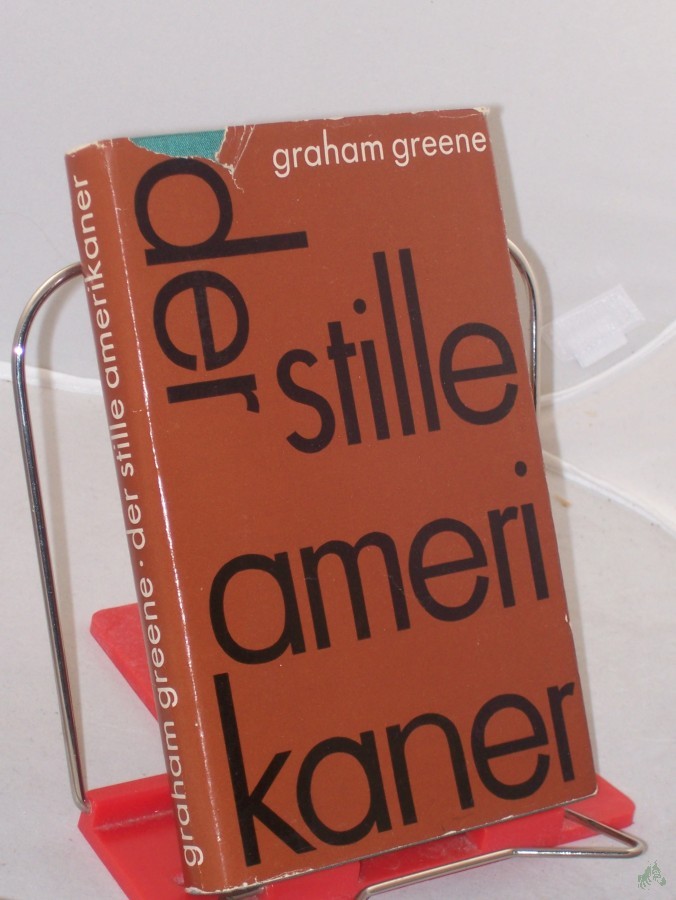 graham greene
der
stille
ameri
kaner
graham greene · der stille amerikaner